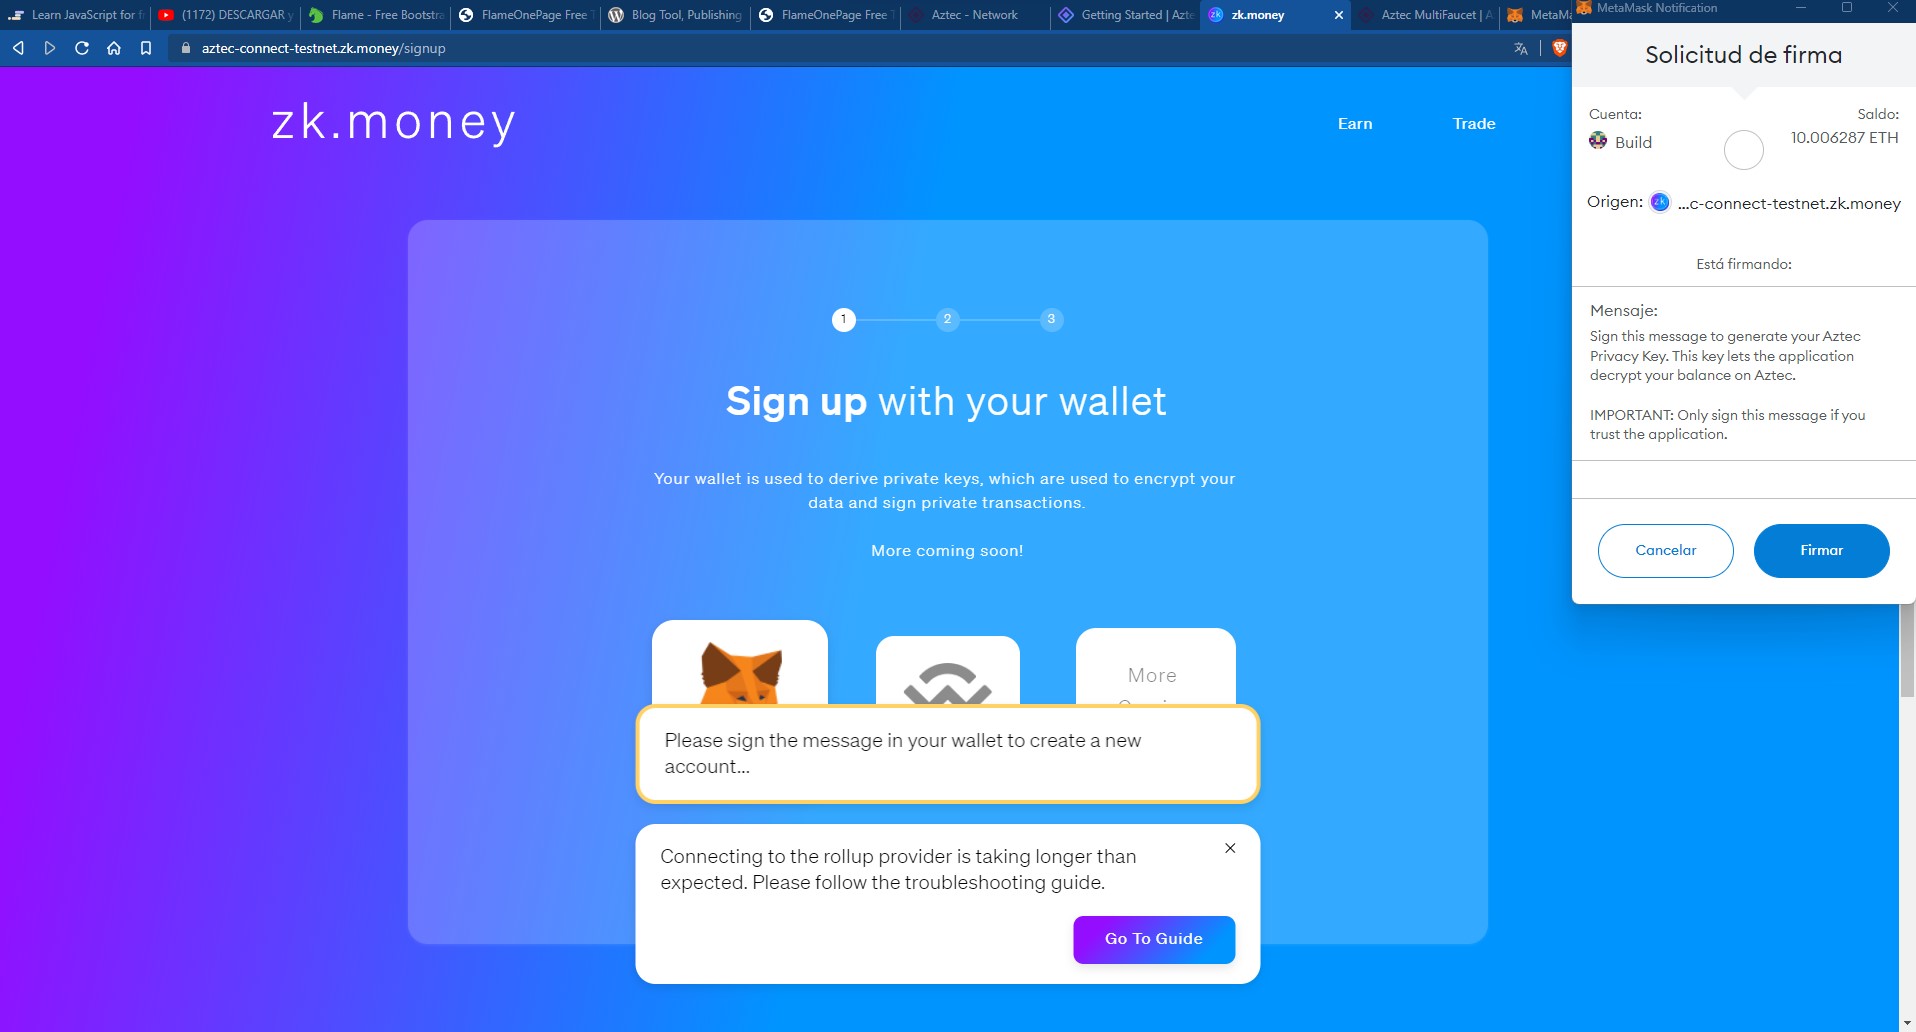 Learn JavaScript for f
(1172) DESCARGAR y
Flame - Free Bootstra
FlameOnePage Free T
Blog Tool, Publishing
FlameOnePage Free T
Aztec - Network
Getting Started | Azte
zk.money
Aztec MultiFaucet | A
MetaMa
MetaMask Notification
aztec-connect-testnet.zk.money/signup
zk.money
Earn
Trade
1
2
3
Sign up with your wallet
Your wallet is used to derive private keys, which are used to encrypt your
data and sign private transactions.
More coming soon!
More
Please sign the message in your wallet to create a new
account...
Connecting to the rollup provider is taking longer than
expected. Please follow the troubleshooting guide.
Go To Guide
Solicitud de firma
Cuenta:
Saldo:
Build
10.006287 ETH
Origen:
zk
...c-connect-testnet.zk.money
Está firmando:
Mensaje:
Sign this message to generate your Aztec
Privacy Key. This key lets the application
decrypt your balance on Aztec.
IMPORTANT: Only sign this message if you
trust the application.
Cancelar
Firmar